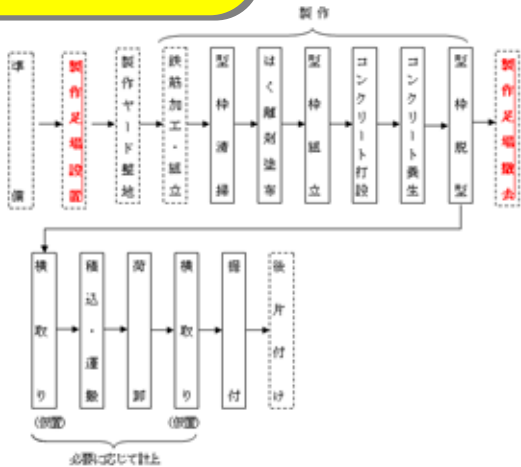 製作
準備
製作足場設置
製作ヤード整地
鉄筋加工・組立
型枠清掃
はく離剤塗布
型枠組立
コンクリート打設
コンクリート養生
型枠脱型
製作足場撤去
横取り
(仮置)
積込・運搬
荷卸
横取り
(仮置)
据付
後片付け
必要に応じて計上